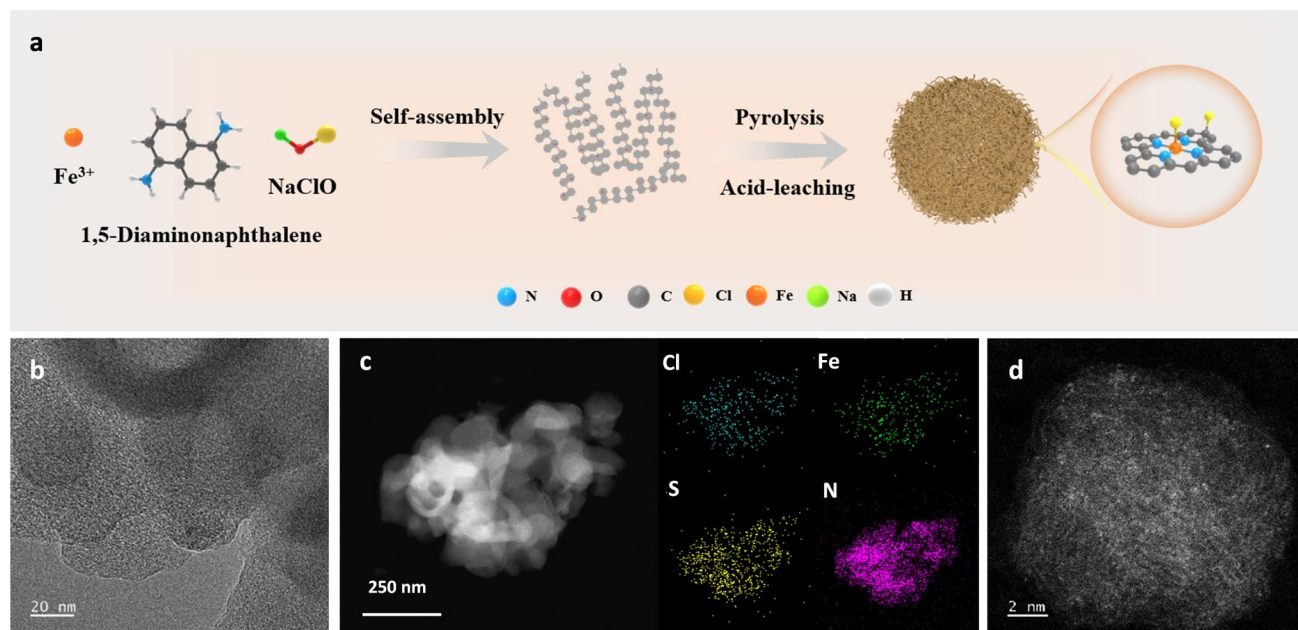 a
Fe³⁺
1,5-Diaminonaphthalene
NaClO
Self-assembly
Pyrolysis
Acid-leaching
N O C Cl Fe Na H
b
20 nm
c
250 nm
Cl
Fe
S
N
d
2 nm